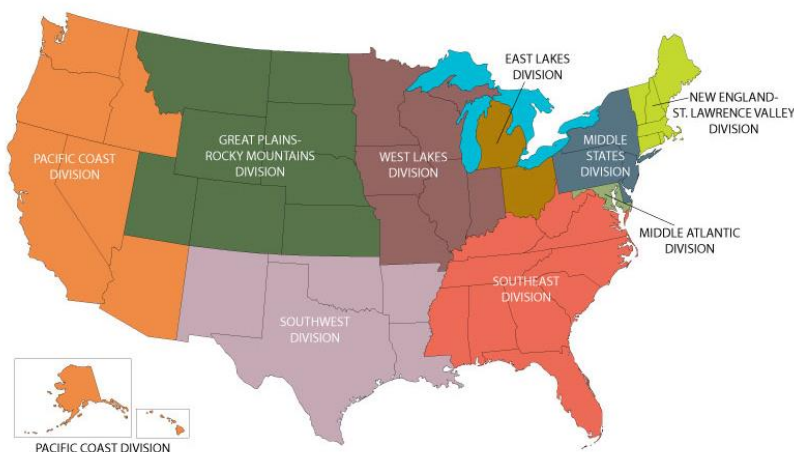 EAST LAKES
DIVISION
NEW ENGLAND-
ST. LAWRENCE VALLEY
DIVISION
PACIFIC COAST
DIVISION
GREAT PLAINS-
ROCKY MOUNTAINS
DIVISION
WEST LAKES
DIVISION
MIDDLE
STATES
DIVISION
MIDDLE ATLANTIC
DIVISION
SOUTHEAST
DIVISION
SOUTHWEST
DIVISION
PACIFIC COAST DIVISION